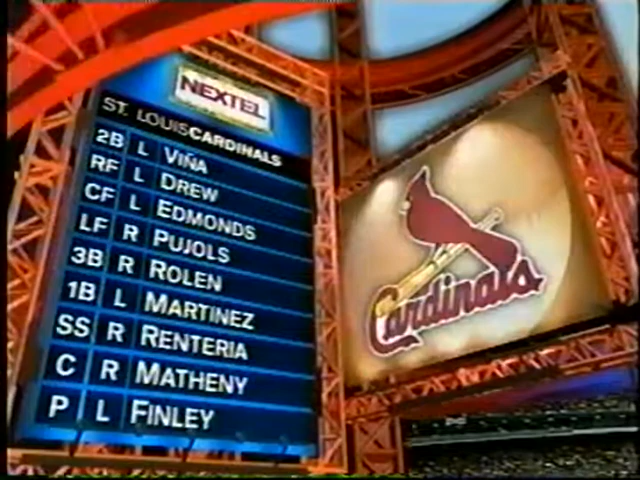 NEXTEL
ST. LOUIS CARDINALS
2B L VIÑA
RF L DREW
CF L EDMONDS
LF R PUJOLS
3B R ROLEN
1B L MARTINEZ
SS R RENTERIA
C R MATHENY
P L FINLEY
Cardinals